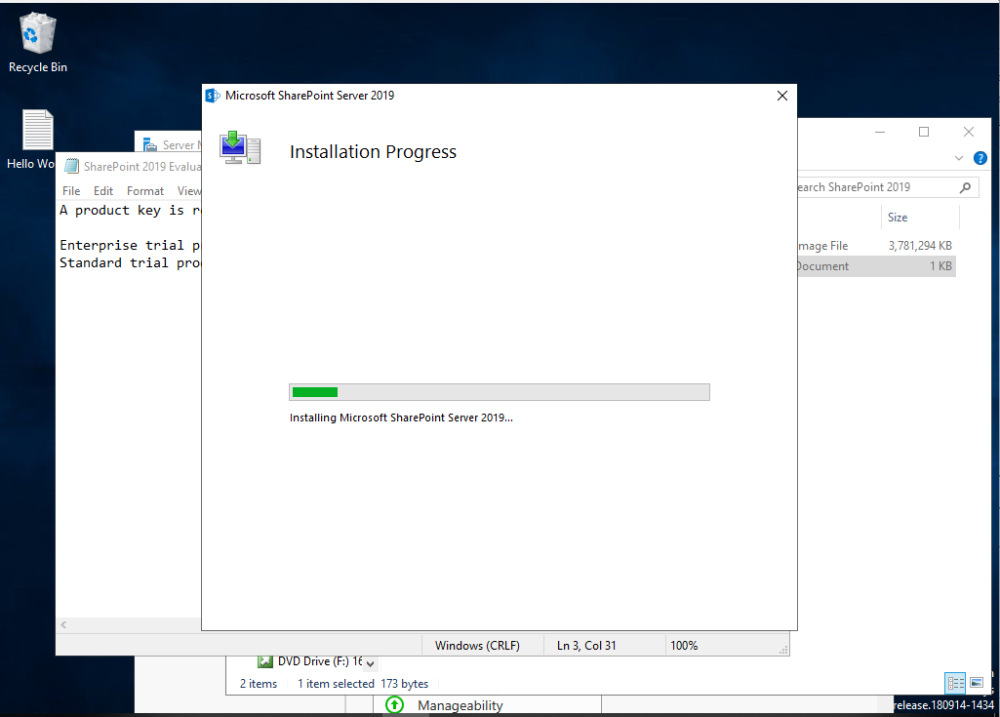 Recycle Bin
Hello Wo
Microsoft SharePoint Server 2019
Installation Progress
Installing Microsoft SharePoint Server 2019...
Server
SharePoint 2019 Evalua
File Edit Format View
A product key is
Enterprise trial
Standard trial
earch SharePoint 2019
Size
mage File 3,781,294 KB
Document 1 KB
Windows (CRLF) Ln 3, Col 31 100%
DVD Drive (F:) 16
2 items 1 item selected 173 bytes
Manageability
release.180914-1434